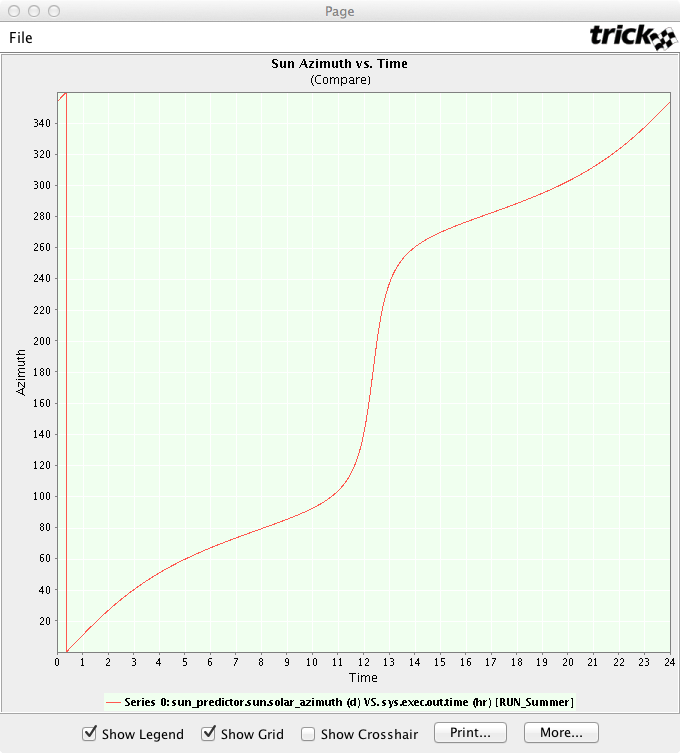 Page
File
trick
Sun Azimuth vs. Time
(Compare)
340
320
300
280
260
240
220
200
180
160
140
120
100
80
60
40
20
Azimuth
0 1 2 3 4 5 6 7 8 9 10 11 12 13 14 15 16 17 18 19 20 21 22 23 24
Time
Series 0: sun_predictor.sun.solar_azimuth (d) VS. sys.exec.out.time (hr) [RUN_Summer]
Show Legend Show Grid Show Crosshair Print... More...